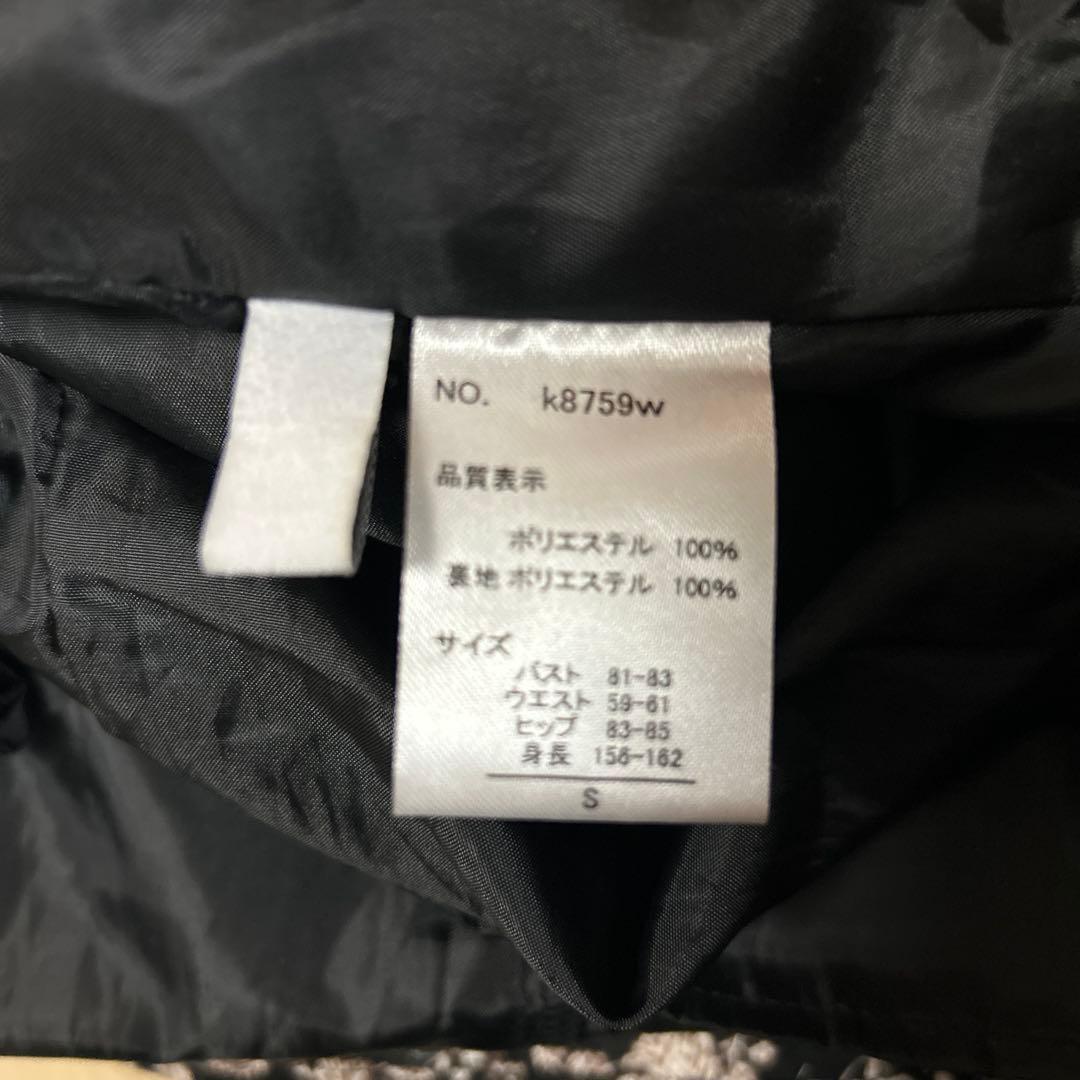 NO. k8759w
品質表示
ポリエステル 100%
裏地 ポリエステル 100%
サイズ
バスト 81-83
ウエスト 59-61
ヒップ 83-85
身長 158-162
S